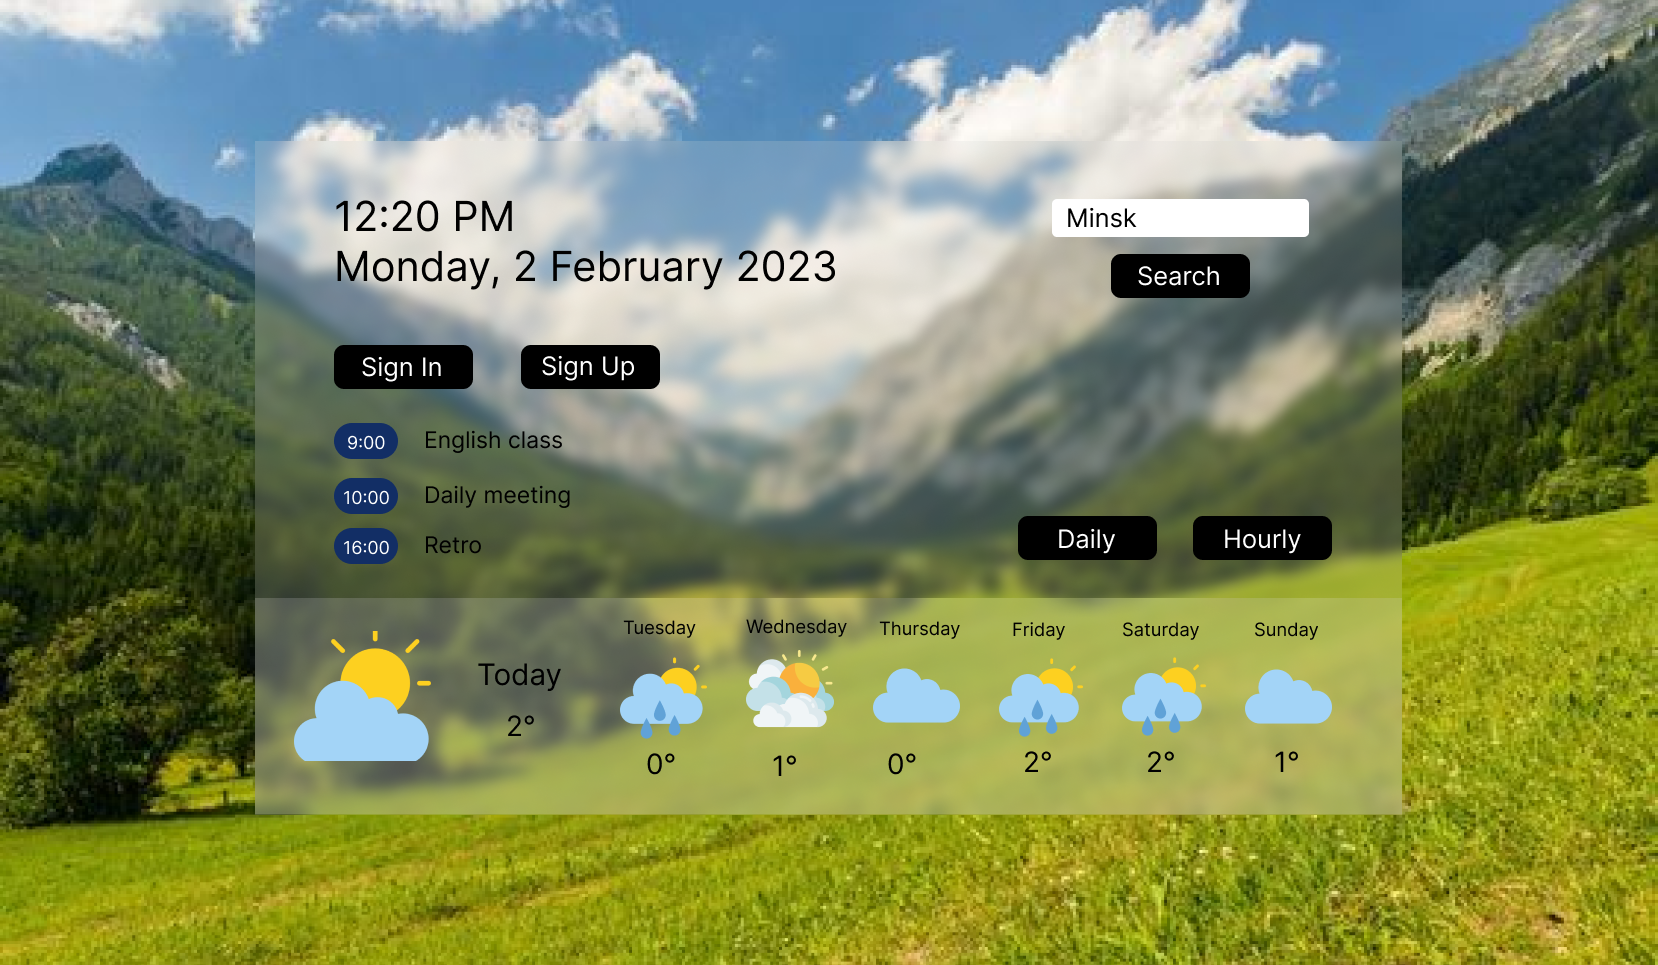 12:20 PM
Monday, 2 February 2023
Minsk
Search
Sign In
Sign Up
9:00 English class
10:00 Daily meeting
16:00 Retro
Daily
Hourly
Today
2°
Tuesday
0°
Wednesday
1°
Thursday
0°
Friday
2°
Saturday
2°
Sunday
1°